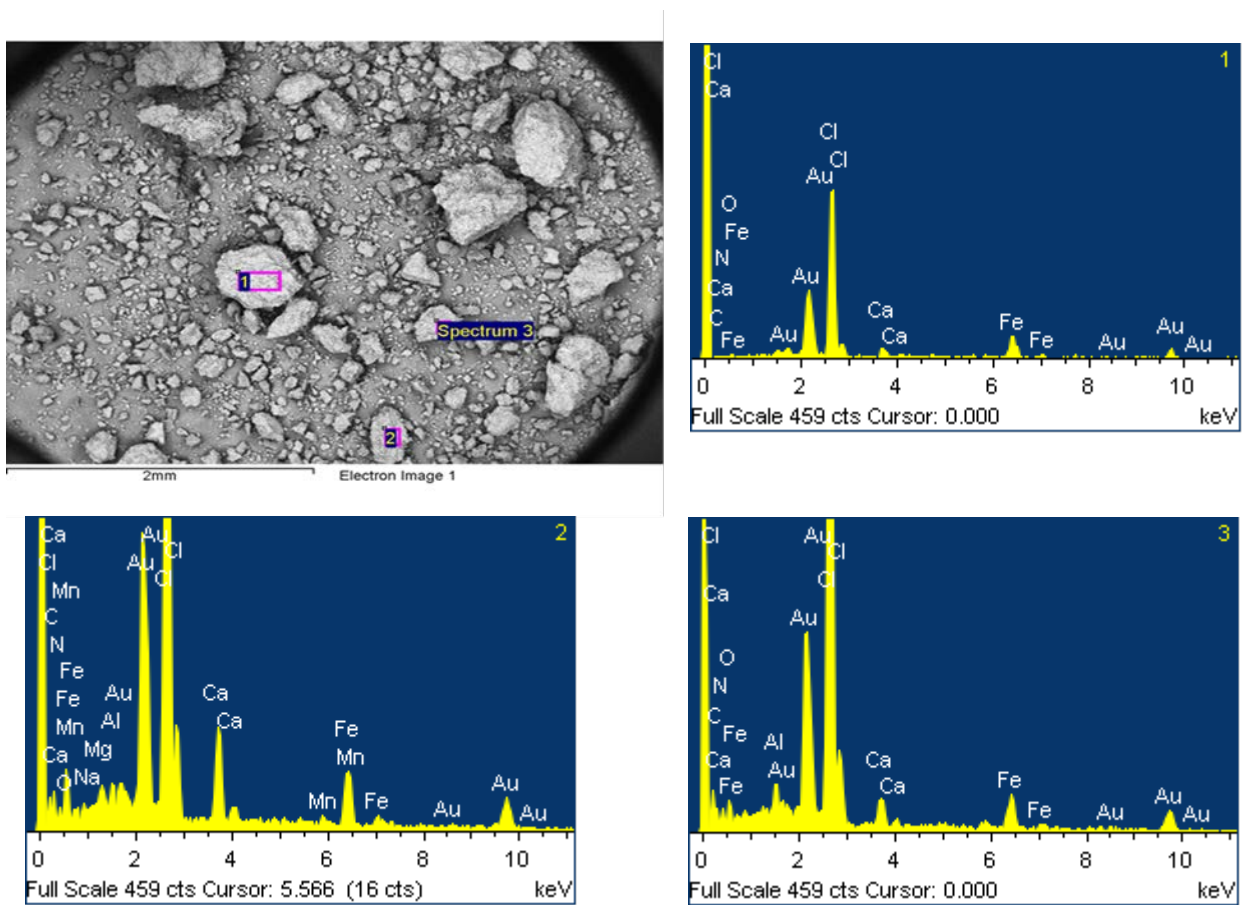 1
Spectrum 3
2
2mm
Electron Image 1
1
Cl
Ca
Cl
Cl
Au
O
Fe
N
Au
Ca
Ca
C
Ca
Fe
Fe
Au
Fe
Au
Au
Au
0 2 4 6 8 10
Full Scale 459 cts Cursor: 0.000 keV
2
Ca
Au
Cl
Au
Cl
Mn
Cl
C
N
Fe
Au
Ca
Fe
Al
Ca
Fe
Mn
Mg
Mn
Ca
Na
O
Mn
Fe
Au
Au
Au
0 2 4 6 8 10
Full Scale 459 cts Cursor: 5.566 (16 cts) keV
3
Cl
Au
Cl
Ca
Cl
Au
O
N
C
Fe
Al
Ca
Ca
Au
Ca
Fe
Fe
Fe
Au
Au
Au
0 2 4 6 8 10
Full Scale 459 cts Cursor: 0.000 keV